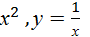 x² , y = 1/x